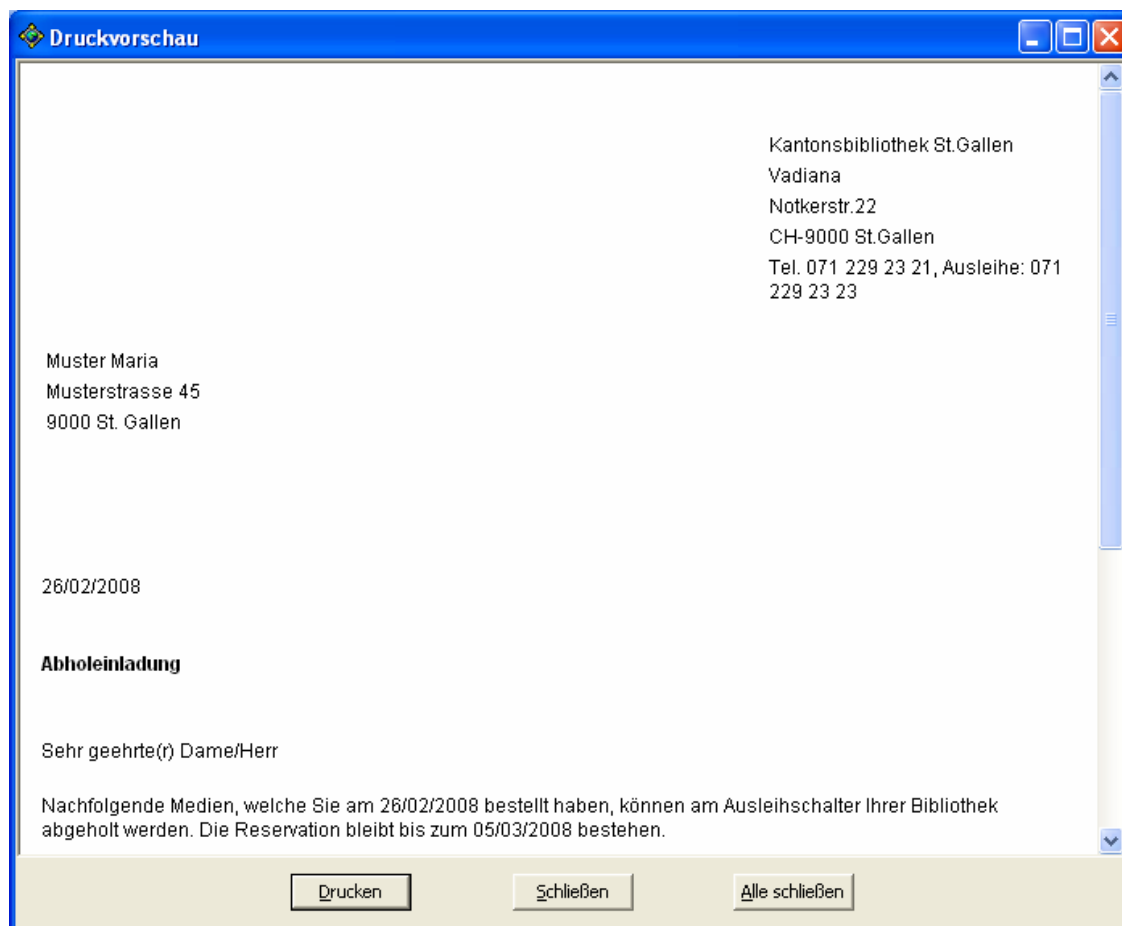 Druckvorschau
Kantonsbibliothek St.Gallen
Vadiana
Notkerstr.22
CH-9000 St.Gallen
Tel. 071 229 23 21, Ausleihe: 071
229 23 23
Muster Maria
Musterstrasse 45
9000 St. Gallen
26/02/2008
Abholeinladung
Sehr geehrte(r) Dame/Herr
Nachfolgende Medien, welche Sie am 26/02/2008 bestellt haben, können am Ausleihschalter Ihrer Bibliothek
abgeholt werden. Die Reservation bleibt bis zum 05/03/2008 bestehen.
Drucken Schließen Alle schließen